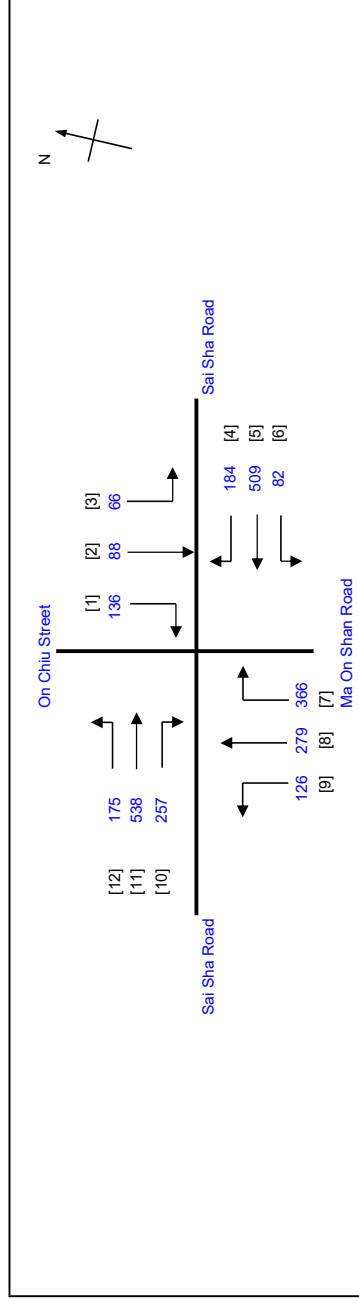 N
On Chiu Street
[1] [2] [3]
136 88 66
[12] 175
[11] 538
[10] 257
184 [4]
509 [5]
82 [6]
Sai Sha Road
Sai Sha Road
126 279 366
[9] [8] [7]
Ma On Shan Road